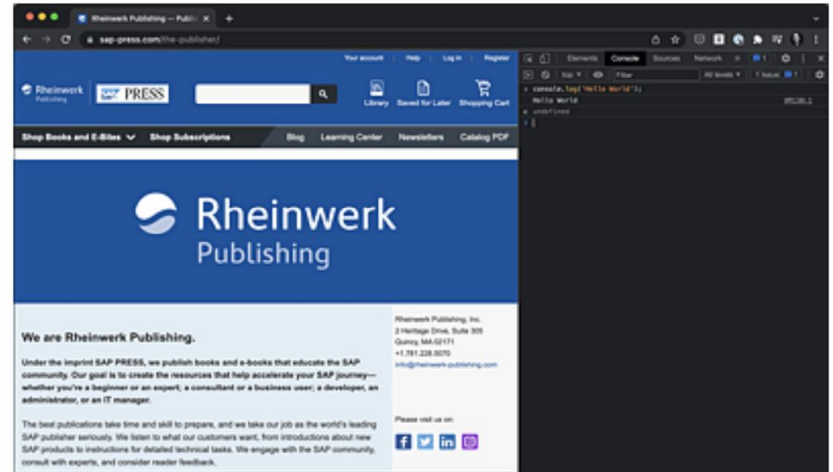 Rheinwerk Publishing — Public
sap-press.com/the-publisher/
Your account Help Log in Register
Rheinwerk
Publishing
SAP PRESS
Library Saved for Later Shopping Cart
Shop Books and E-Bites Shop Subscriptions Blog Learning Center Newsletters Catalog PDF
Rheinwerk
Publishing
We are Rheinwerk Publishing.
Under the imprint SAP PRESS, we publish books and e-books that educate the SAP
community. Our goal is to create the resources that help accelerate your SAP journey—
whether you're a beginner or an expert; a consultant or a business user; a developer, an
administrator, or an IT manager.
The best publications take time and skill to prepare, and we take our job as the world's leading
SAP publisher seriously. We listen to what our customers want, from introductions about new
SAP products to instructions for detailed technical tasks. We engage with the SAP community,
consult with experts, and consider reader feedback.
Rheinwerk Publishing, Inc.
2 Heritage Drive, Suite 305
Quincy, MA 02171
+1.781.228.5070
info@rheinwerk-publishing.com
Please visit us on:
Elements Console Sources Network » 1
top Filter All levels 1 Issue: 1
console.log('Hello World');
Hello World
undefined